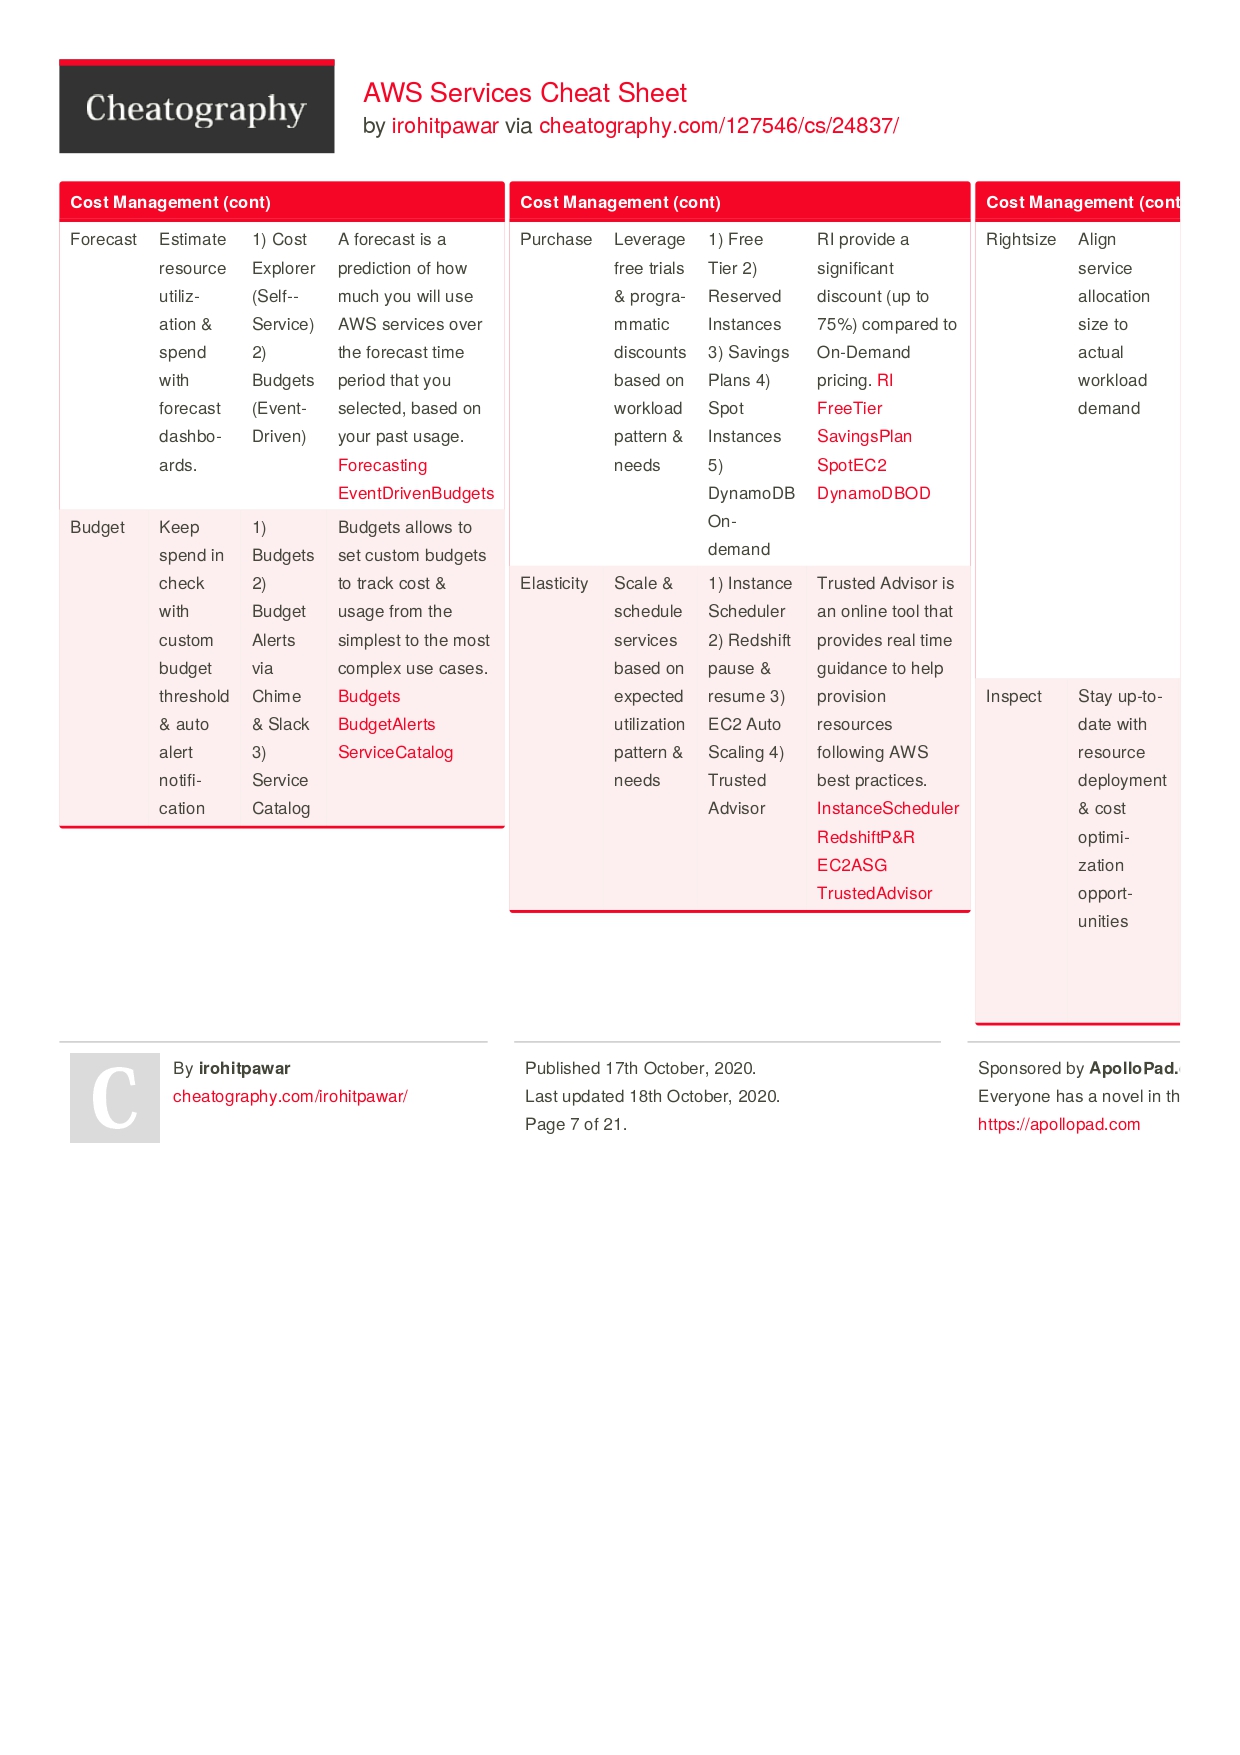 Cheatography
AWS Services Cheat Sheet
by irohitpawar via cheatography.com/127546/cs/24837/
Cost Management (cont)
Forecast
Estimate
resource
utiliz-
ation &
spend
with
forecast
dashbo-
ards.
1) Cost
Explorer
(Self--
Service)
2)
Budgets
(Event-
Driven)
A forecast is a
prediction of how
much you will use
AWS services over
the forecast time
period that you
selected, based on
your past usage.
Forecasting
EventDrivenBudgets
Budget
Keep
spend in
check
with
custom
budget
threshold
& auto
alert
notifi-
cation
1)
Budgets
2)
Budget
Alerts
via
Chime
& Slack
3)
Service
Catalog
Budgets allows to
set custom budgets
to track cost &
usage from the
simplest to the most
complex use cases.
Budgets
BudgetAlerts
ServiceCatalog
Cost Management (cont)
Purchase
Leverage
free trials
& progra-
mmatic
discounts
based on
workload
pattern &
needs
1) Free
Tier 2)
Reserved
Instances
3) Savings
Plans 4)
Spot
Instances
5)
DynamoDB
On-
demand
RI provide a
significant
discount (up to
75%) compared to
On-Demand
pricing. RI
FreeTier
SavingsPlan
SpotEC2
DynamoDBOD
Elasticity
Scale &
schedule
services
based on
expected
utilization
pattern &
needs
1) Instance
Scheduler
2) Redshift
pause &
resume 3)
EC2 Auto
Scaling 4)
Trusted
Advisor
Trusted Advisor is
an online tool that
provides real time
guidance to help
provision
resources
following AWS
best practices.
InstanceScheduler
RedshiftP&R
EC2ASG
TrustedAdvisor
Cost Management (cont
Rightsize
Align
service
allocation
size to
actual
workload
demand
Inspect
Stay up-to-
date with
resource
deployment
& cost
optimi-
zation
opport-
unities
C
By irohitpawar
cheatography.com/irohitpawar/
Published 17th October, 2020.
Last updated 18th October, 2020.
Page 7 of 21.
Sponsored by ApolloPad.
Everyone has a novel in th
https://apollopad.com